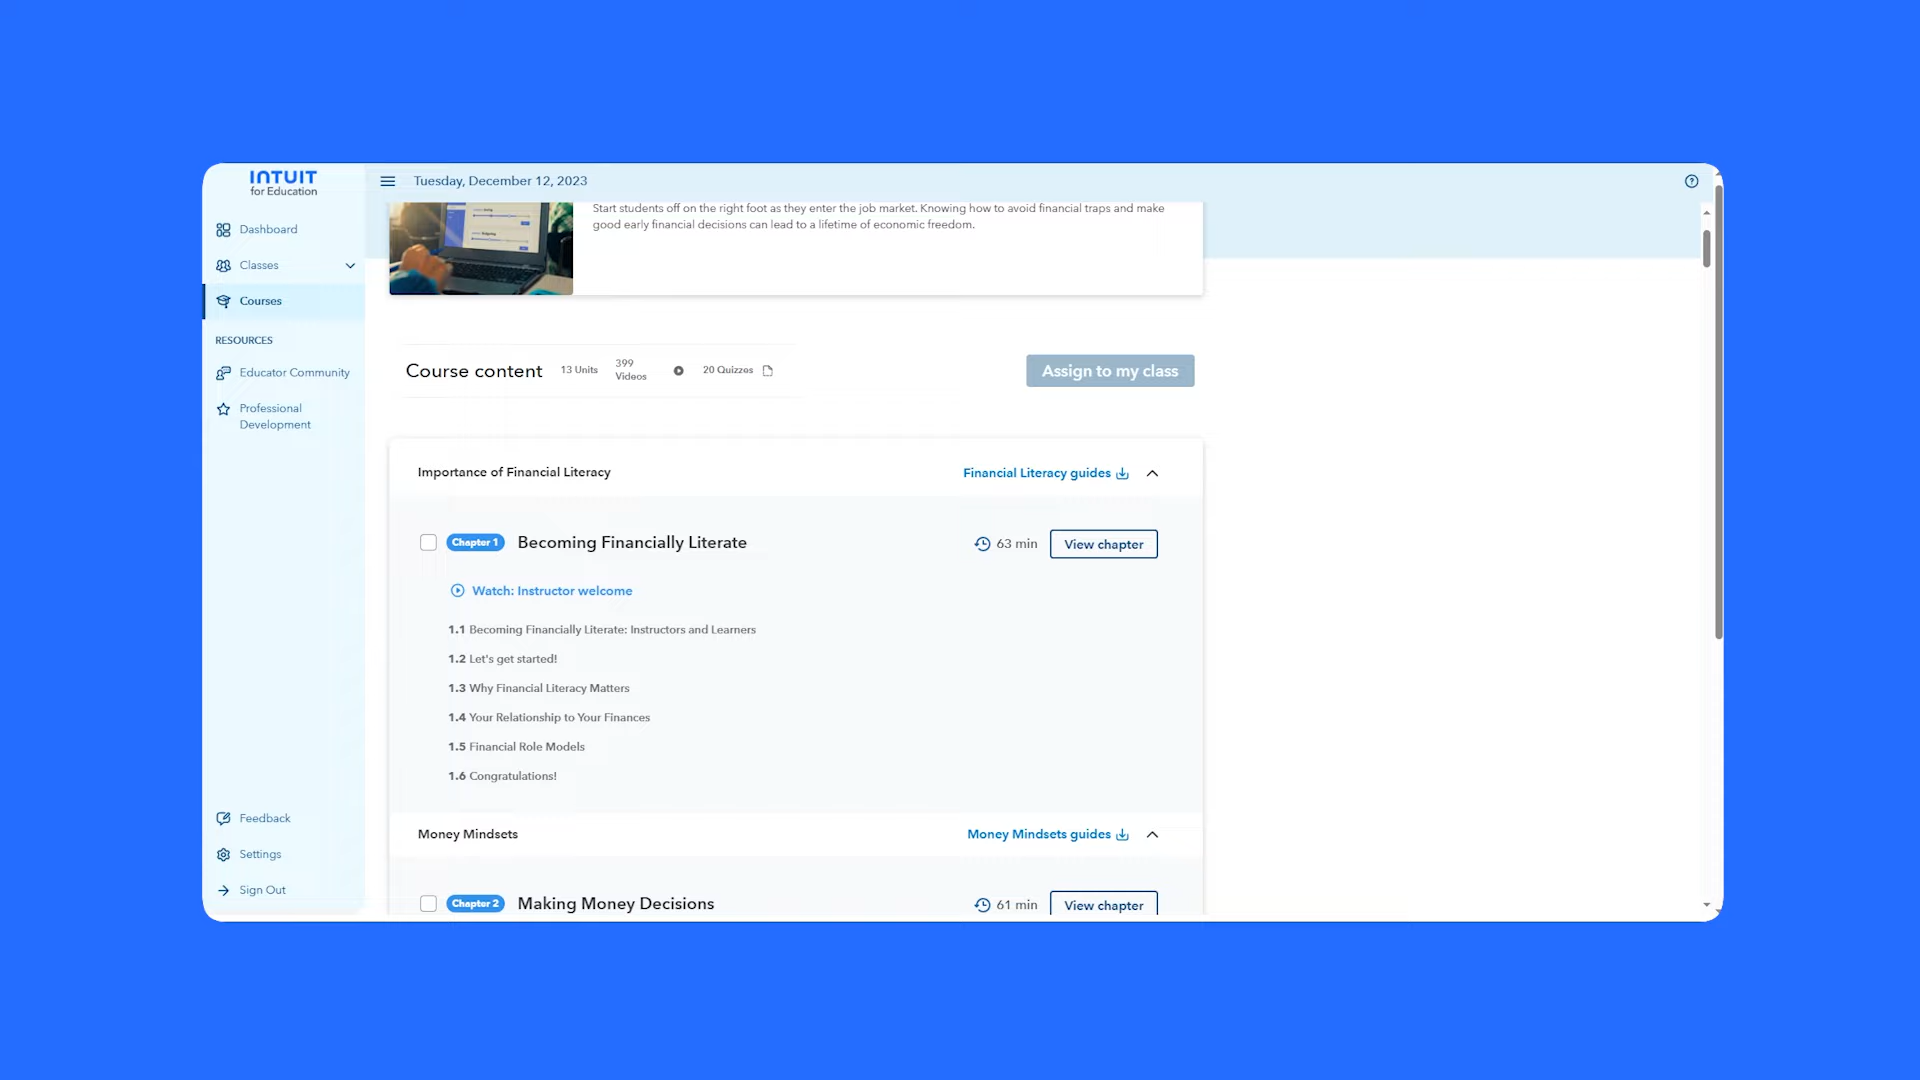 INTUIT
for Education
Tuesday, December 12, 2023
Dashboard
Classes
Courses
RESOURCES
Educator Community
Professional
Development
Feedback
Settings
Sign Out
Start students off on the right foot as they enter the job market. Knowing how to avoid financial traps and make
good early financial decisions can lead to a lifetime of economic freedom.
Course content
13 Units
399
Videos
20 Quizzes
Assign to my class
Importance of Financial Literacy
Financial Literacy guides
Chapter 1
Becoming Financially Literate
63 min
View chapter
Watch: Instructor welcome
1.1 Becoming Financially Literate: Instructors and Learners
1.2 Let's get started!
1.3 Why Financial Literacy Matters
1.4 Your Relationship to Your Finances
1.5 Financial Role Models
1.6 Congratulations!
Money Mindsets
Money Mindsets guides
Chapter 2
Making Money Decisions
61 min
View chapter